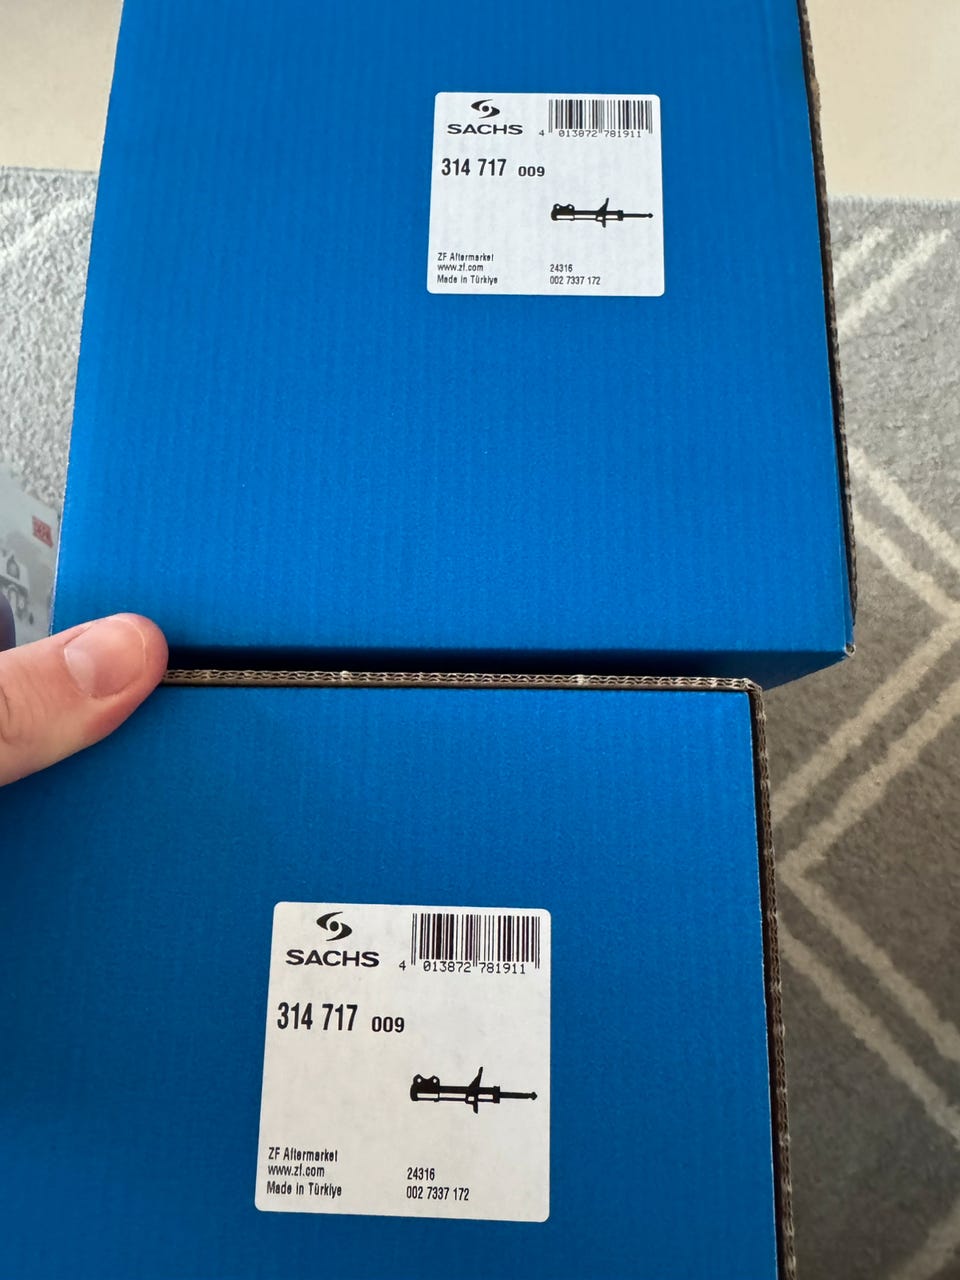 SACHS
4 013872 781911
314 717 009
ZF Aftermarket
www.zf.com
Made in Türkiye
24316
002 7337 172
SACHS
4 013872 781911
314 717 009
ZF Aftermarket
www.zf.com
Made in Türkiye
24316
002 7337 172